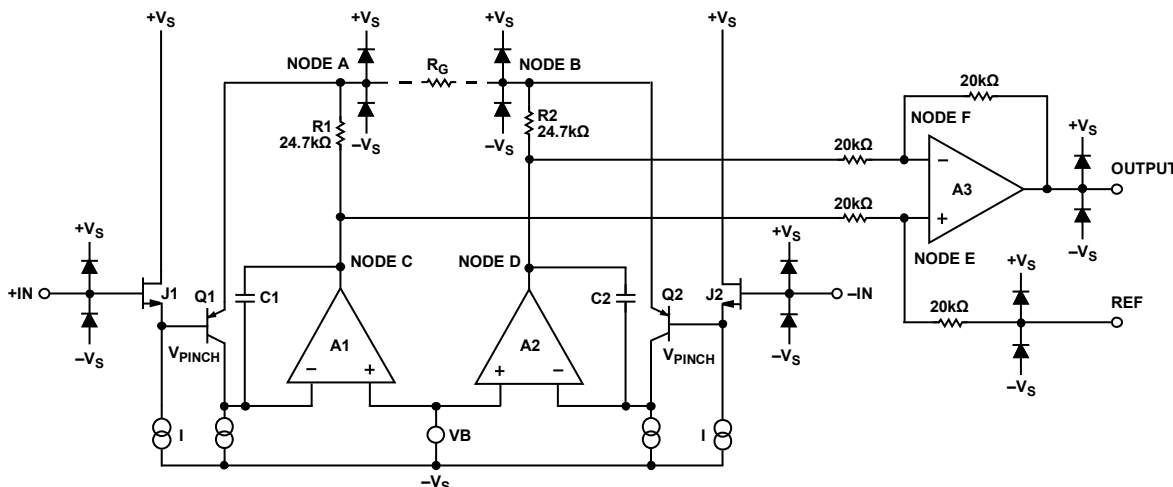 +VS
+VS
+VS
+VS
NODE A
RG
NODE B
R1
24.7kΩ
–VS
–VS
R2
24.7kΩ
20kΩ
NODE F
20kΩ
20kΩ
–
+
A3
+VS
OUTPUT
–VS
NODE E
+VS
20kΩ
REF
–VS
+VS
+IN
–VS
J1
Q1
VPINCH
C1
NODE C
A1
–
+
NODE D
A2
+
–
C2
Q2
VPINCH
J2
+VS
–IN
–VS
I
VB
I
–VS